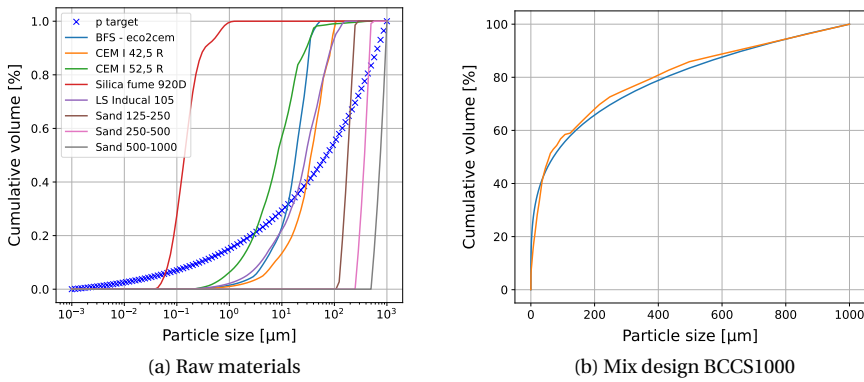 p target
BFS - eco2cem
CEM I 42,5 R
CEM I 52,5 R
Silica fume 920D
LS Inducal 105
Sand 125-250
Sand 250-500
Sand 500-1000
Cumulative volume [%]
1.0
0.8
0.6
0.4
0.2
0.0
10⁻³ 10⁻² 10⁻¹ 10⁰ 10¹ 10² 10³
Particle size [μm]
(a) Raw materials
Cumulative volume [%]
100
80
60
40
20
0
0 200 400 600 800 1000
Particle size [μm]
(b) Mix design BCCS1000